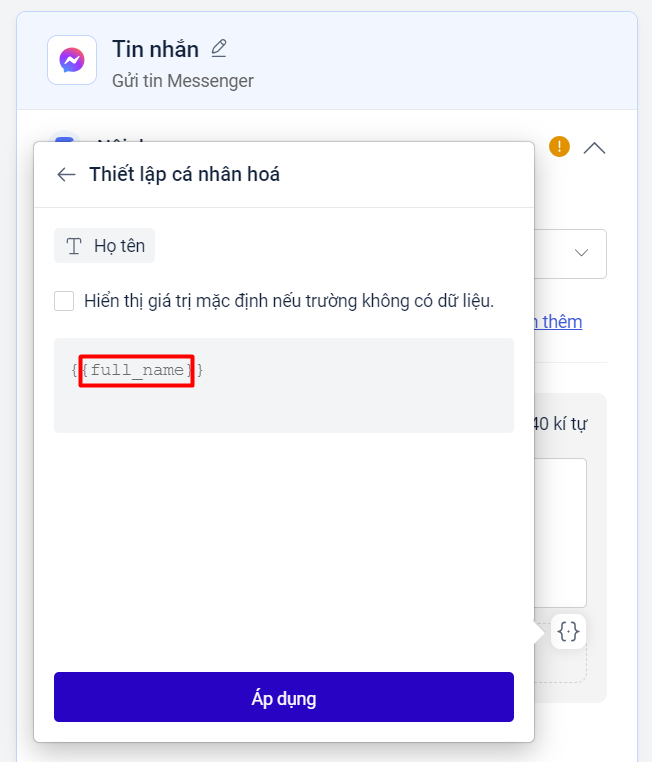 Tin nhắn
Gửi tin Messenger
Thiết lập cá nhân hoá
Họ tên
Hiển thị giá trị mặc định nếu trường không có dữ liệu.
thêm
{{full_name}}
40 kí tự
{·}
Áp dụng